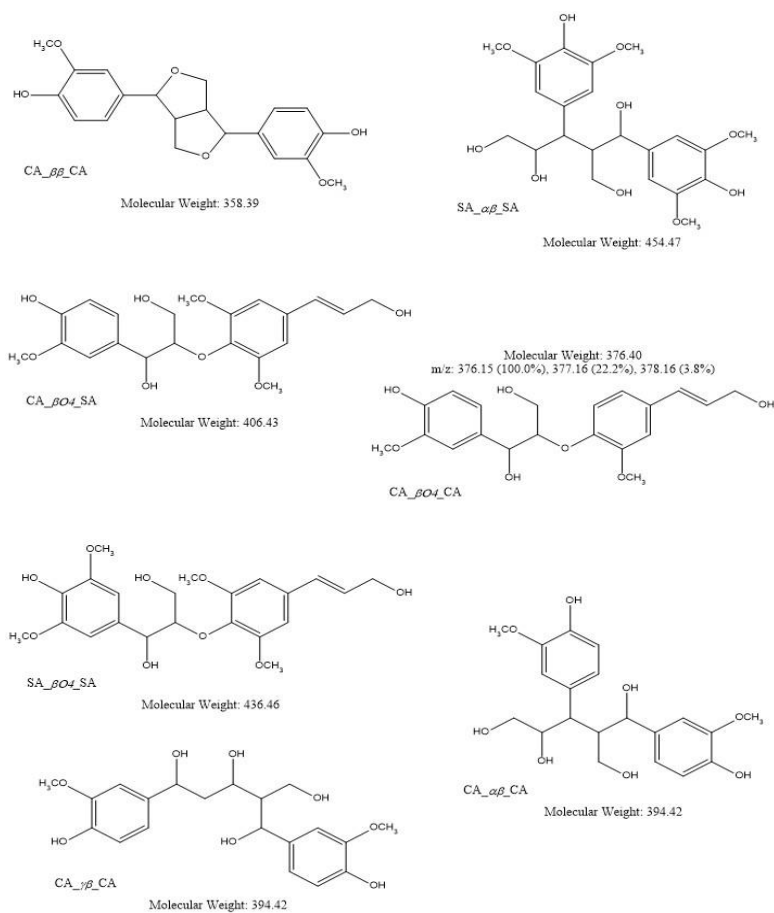 H₃CO
O
HO
OH
O
OCH₃
CA_ββ_CA
Molecular Weight: 358.39
OH
H₃CO
OCH₃
OH
HO
OH
OH
OCH₃
OH
OCH₃
SA_αβ_SA
Molecular Weight: 454.47
HO
HO
H₃CO
OH
H₃CO
O
OH
OCH₃
CA_βO4_SA
Molecular Weight: 406.43
Molecular Weight: 376.40
m/z: 376.15 (100.0%), 377.16 (22.2%), 378.16 (3.8%)
HO
HO
OH
H₃CO
O
OH
OCH₃
CA_βO4_CA
OCH₃
HO
HO
H₃CO
OH
H₃CO
O
OH
OCH₃
SA_βO4_SA
Molecular Weight: 436.46
OH
H₃CO
OH
HO
OCH₃
OH
OH
OH
CA_αβ_CA
Molecular Weight: 394.42
OH
OH
H₃CO
OH
HO
HO
OCH₃
OH
CA_γβ_CA
Molecular Weight: 394.42